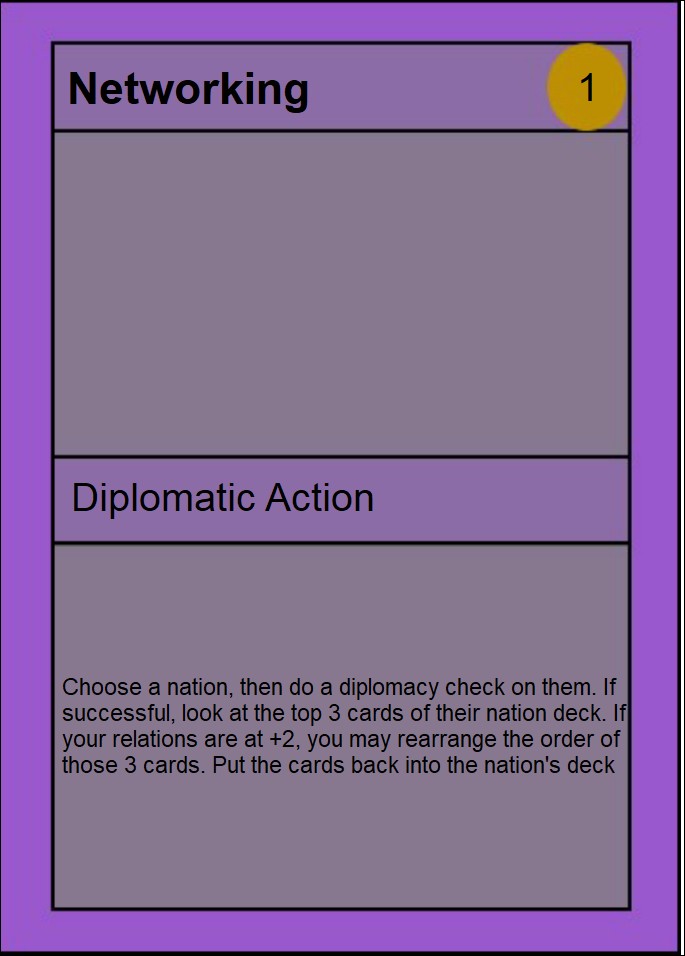 Networking
1
Diplomatic Action
Choose a nation, then do a diplomacy check on them. If
successful, look at the top 3 cards of their nation deck. If
your relations are at +2, you may rearrange the order of
those 3 cards. Put the cards back into the nation's deck